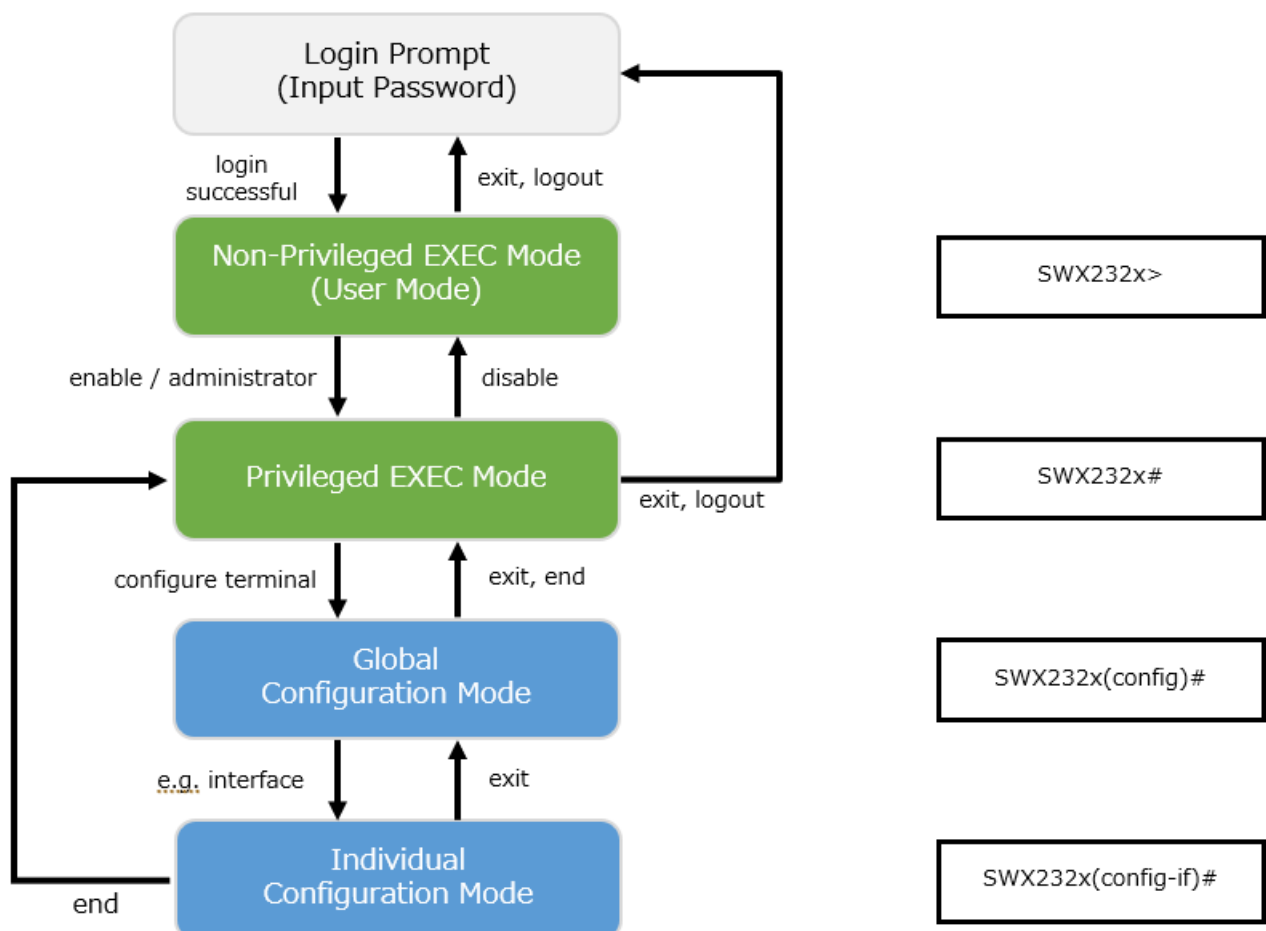 Login Prompt
(Input Password)
login
successful
exit, logout
Non-Privileged EXEC Mode
(User Mode)
SWX232x>
enable / administrator
disable
Privileged EXEC Mode
SWX232x#
exit, logout
configure terminal
exit, end
Global
Configuration Mode
SWX232x(config)#
e.g. interface
exit
Individual
Configuration Mode
SWX232x(config-if)#
end